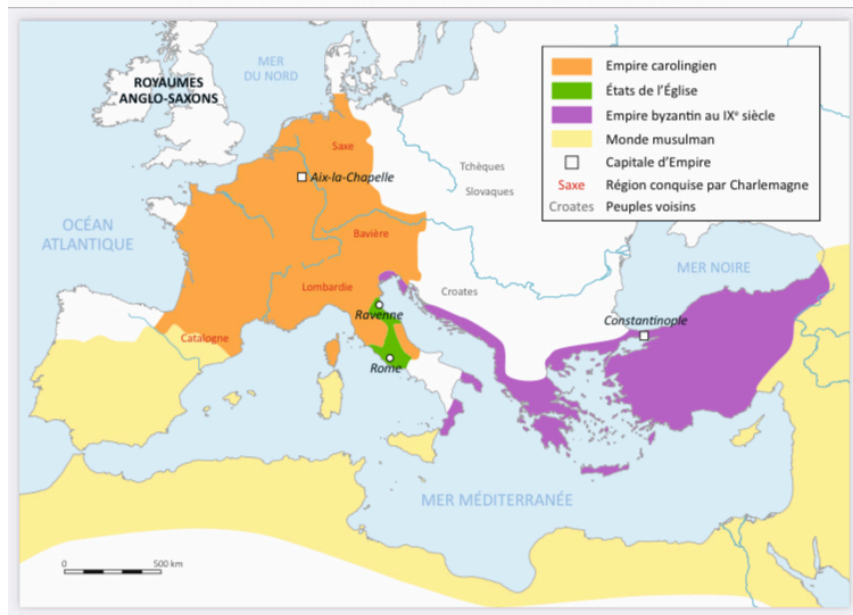 MER
DU NORD
ROYAUMES
ANGLO-SAXONS
Empire carolingien
États de l’Église
Empire byzantin au IXᵉ siècle
Monde musulman
Capitale d’Empire
Saxe Région conquise par Charlemagne
Croates Peuples voisins
Saxe
Aix-la-Chapelle
Tchèques
Slovaques
OCÉAN
ATLANTIQUE
Bavière
MER NOIRE
Lombardie
Croates
Ravenne
Constantinople
Catalogne
Rome
MER MÉDITERRANÉE
0 500 km